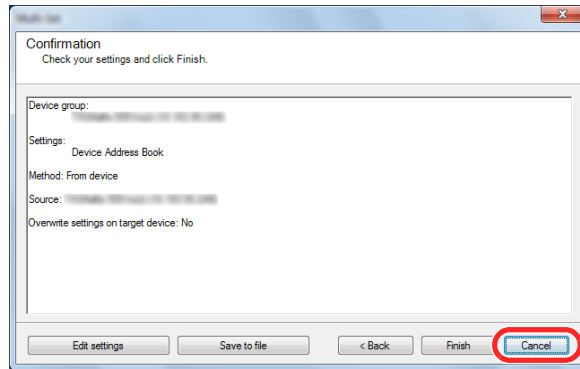 Confirmation
Check your settings and click Finish.
Device group:
Settings:
Device Address Book
Method: From device
Source:
Overwrite settings on target device: No
Edit settings
Save to file
< Back
Finish
Cancel